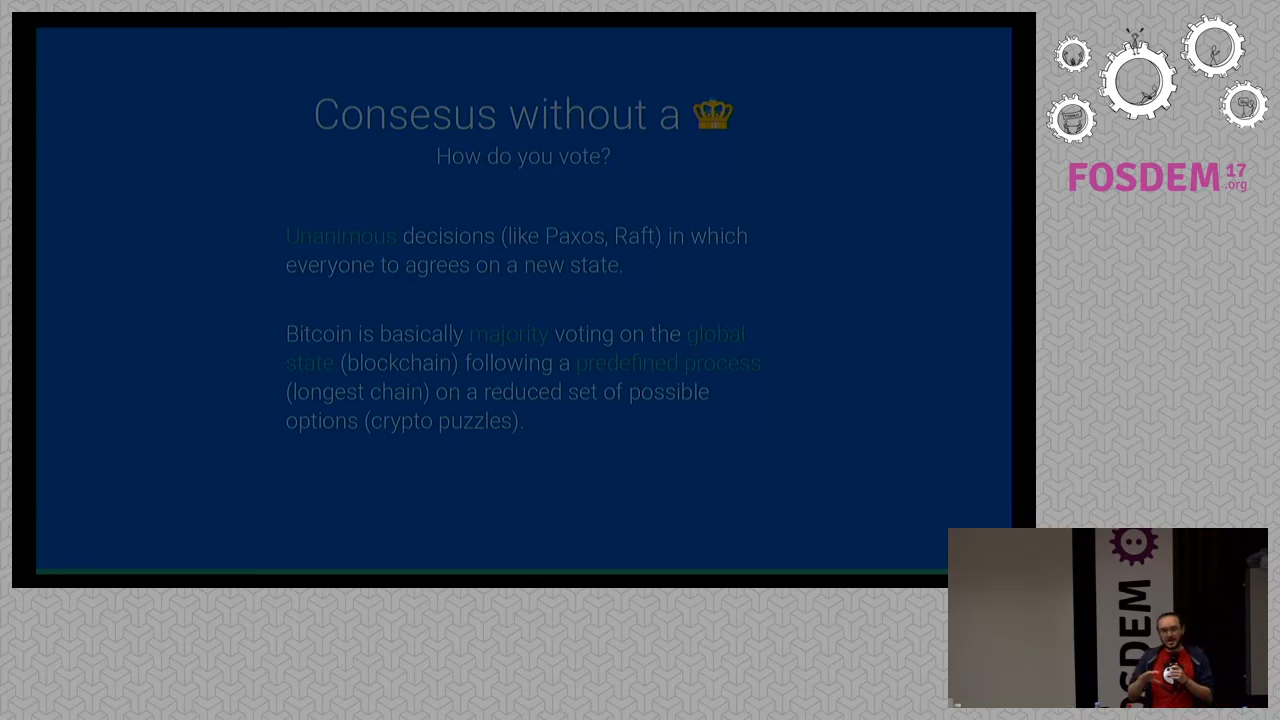 Consesus without a
How do you vote?
Unanimous decisions (like Paxos, Raft) in which
everyone to agrees on a new state.
Bitcoin is basically majority voting on the global
state (blockchain) following a predefined process
(longest chain) on a reduced set of possible
options (crypto puzzles).
FOSDEM 17
.org
OSDEM